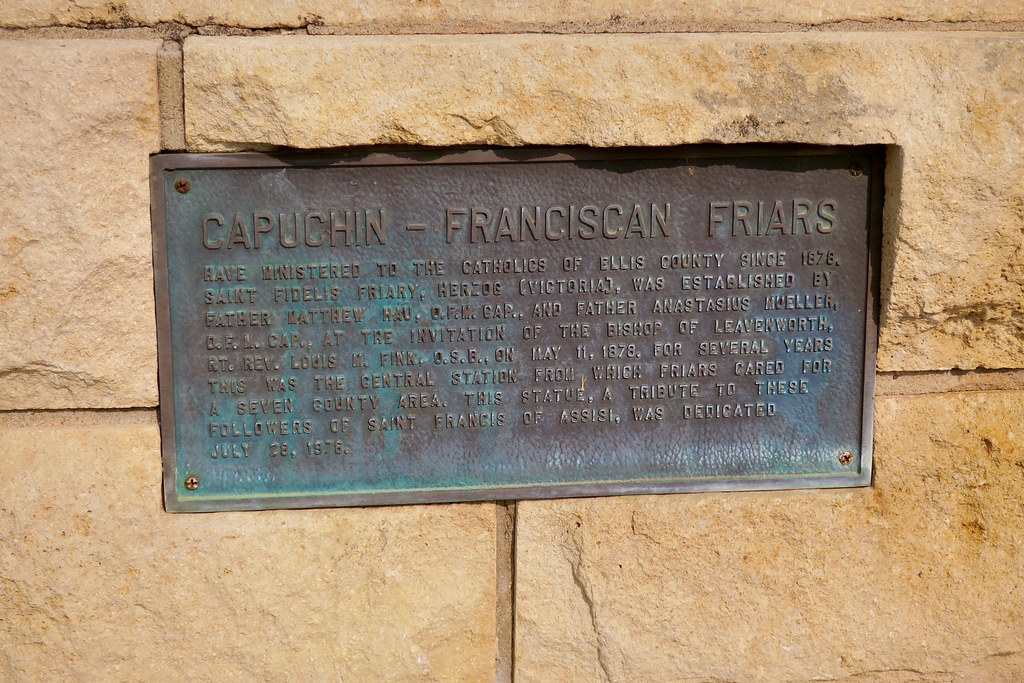 CAPUCHIN – FRANCISCAN FRIARS
HAVE MINISTERED TO THE CATHOLICS OF ELLIS COUNTY SINCE 1878.
SAINT FIDELIS FRIARY, HERZOG (VICTORIA), WAS ESTABLISHED BY
FATHER MATTHEW HAU, O.F.M. CAP., AND FATHER ANASTASIUS MUELLER,
O.F.M. CAP., AT THE INVITATION OF THE BISHOP OF LEAVENWORTH,
RT. REV. LOUIS M. FINK, O.S.B., ON MAY 11, 1878. FOR SEVERAL YEARS
THIS WAS THE CENTRAL STATION FROM WHICH FRIARS CARED FOR
A SEVEN COUNTY AREA. THIS STATUE, A TRIBUTE TO THESE
FOLLOWERS OF SAINT FRANCIS OF ASSISI, WAS DEDICATED
JULY 28, 1976.